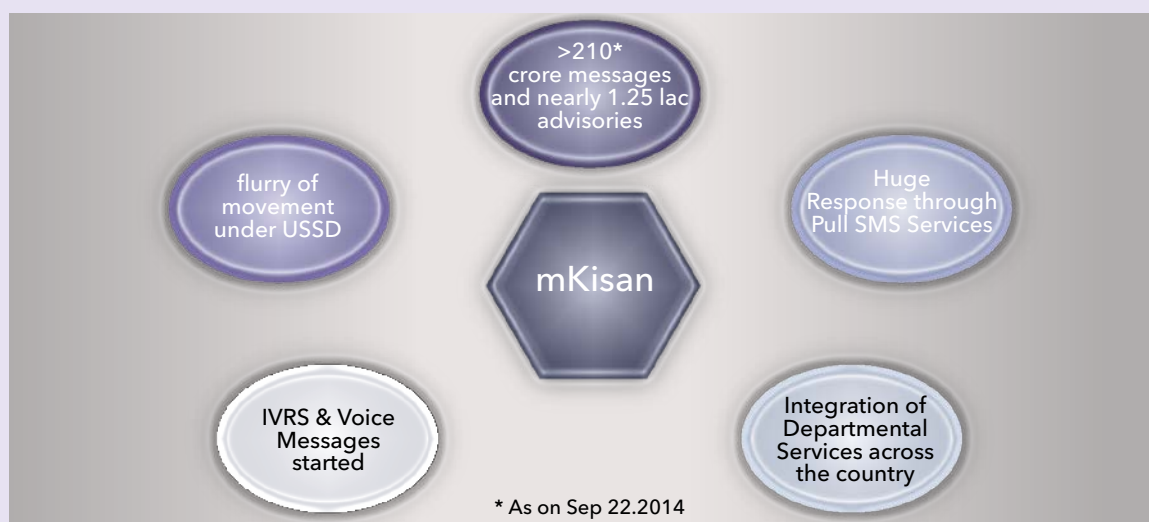 >210*
crore messages
and nearly 1.25 lac
advisories
flurry of
movement
under USSD
Huge
Response through
Pull SMS Services
mKisan
IVRS & Voice
Messages
started
Integration of
Departmental
Services across
the country
* As on Sep 22.2014